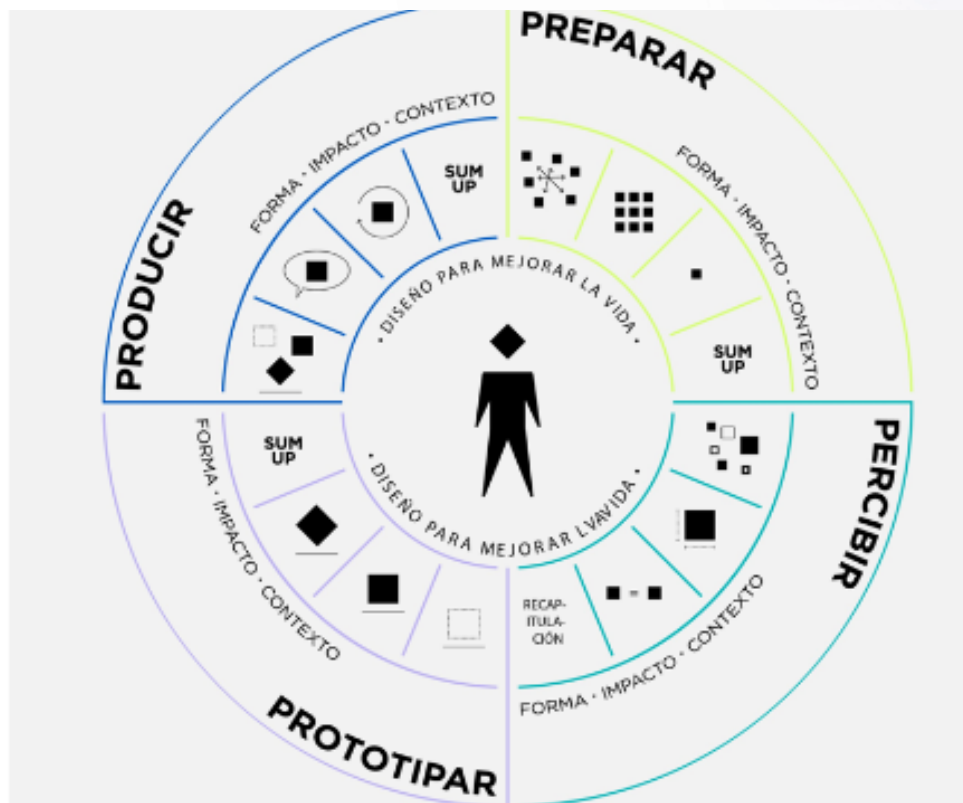 PREPARAR
FORMA · IMPACTO · CONTEXTO
SUM
UP
PERCIBIR
FORMA · IMPACTO · CONTEXTO
RECAP-
ITULA-
CIÓN
PROTOTIPAR
FORMA · IMPACTO · CONTEXTO
SUM
UP
PRODUCIR
FORMA · IMPACTO · CONTEXTO
SUM
UP
• DISEÑO PARA MEJORAR LA VIDA •
• DISEÑO PARA MEJORAR LVAVIDA •